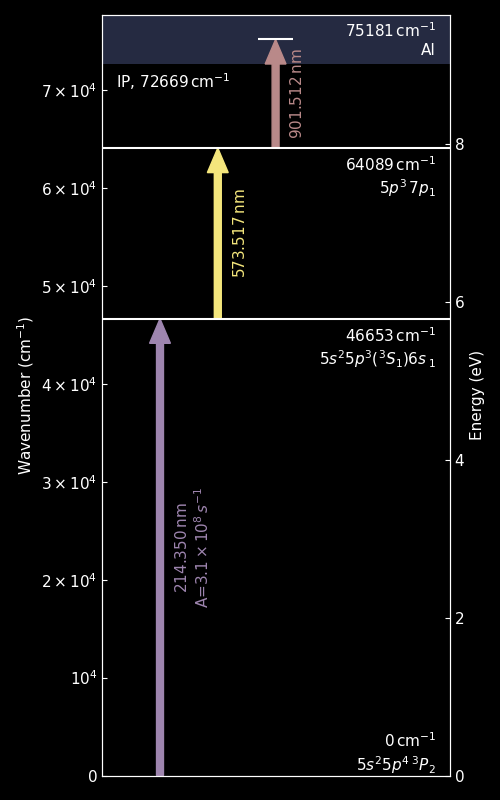 75181 cm⁻¹
AI
IP, 72669 cm⁻¹
901.512 nm
64089 cm⁻¹
5p³ 7p₁
573.517 nm
46653 cm⁻¹
5s²5p³(³S₁)6s ₁
214.350 nm
A=3.1 × 10⁸ s⁻¹
0 cm⁻¹
5s²5p⁴ ³P₂
Wavenumber (cm⁻¹)
7 × 10⁴
6 × 10⁴
5 × 10⁴
4 × 10⁴
3 × 10⁴
2 × 10⁴
10⁴
0
Energy (eV)
8
6
4
2
0